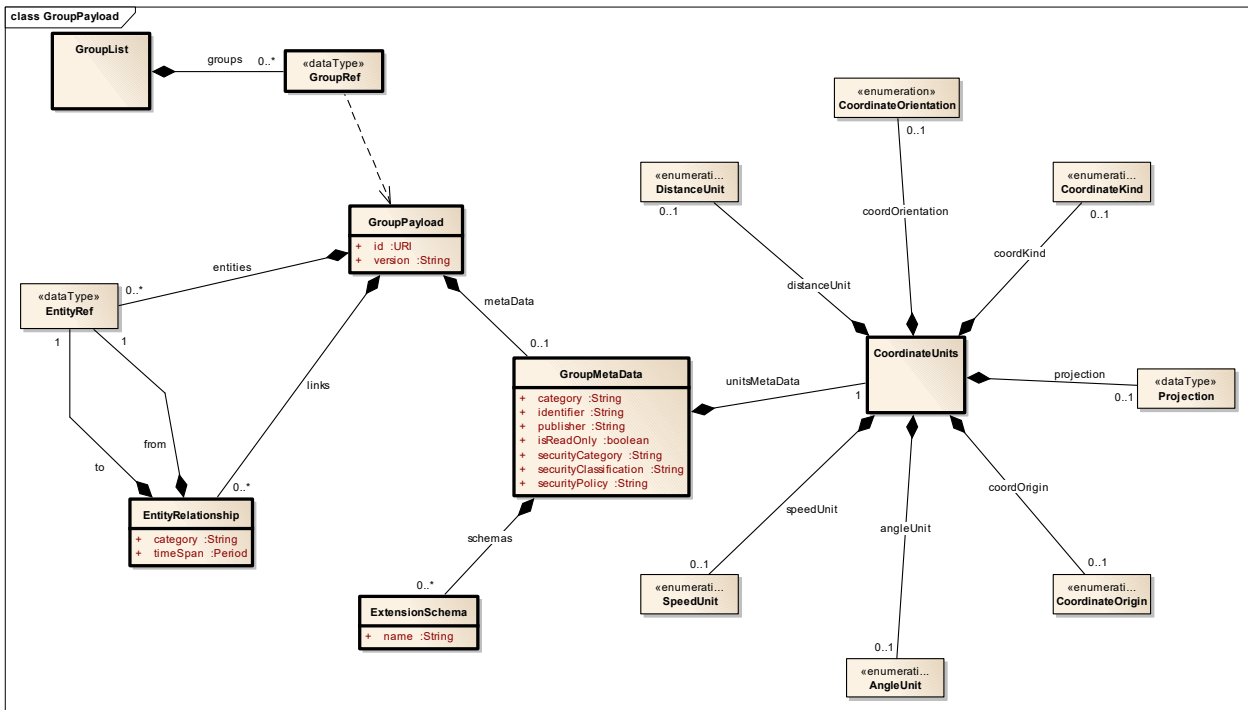 class GroupPayload
GroupList
groups
0..*
«dataType»
GroupRef
«enumeration»
CoordinateOrientation
0..1
«enumerati...
DistanceUnit
0..1
«enumerati...
CoordinateKind
0..1
coordOrientation
coordKind
distanceUnit
GroupPayload
+ id :URI
+ version :String
entities
0..*
«dataType»
EntityRef
1
1
metaData
0..1
links
from
to
0..*
EntityRelationship
+ category :String
+ timeSpan :Period
GroupMetaData
+ category :String
+ identifier :String
+ publisher :String
+ isReadOnly :boolean
+ securityCategory :String
+ securityClassification :String
+ securityPolicy :String
unitsMetaData
1
CoordinateUnits
projection
0..1
«dataType»
Projection
schemas
0..*
ExtensionSchema
+ name :String
speedUnit
0..1
«enumerati...
SpeedUnit
angleUnit
0..1
«enumerati...
AngleUnit
coordOrigin
0..1
«enumerati...
CoordinateOrigin